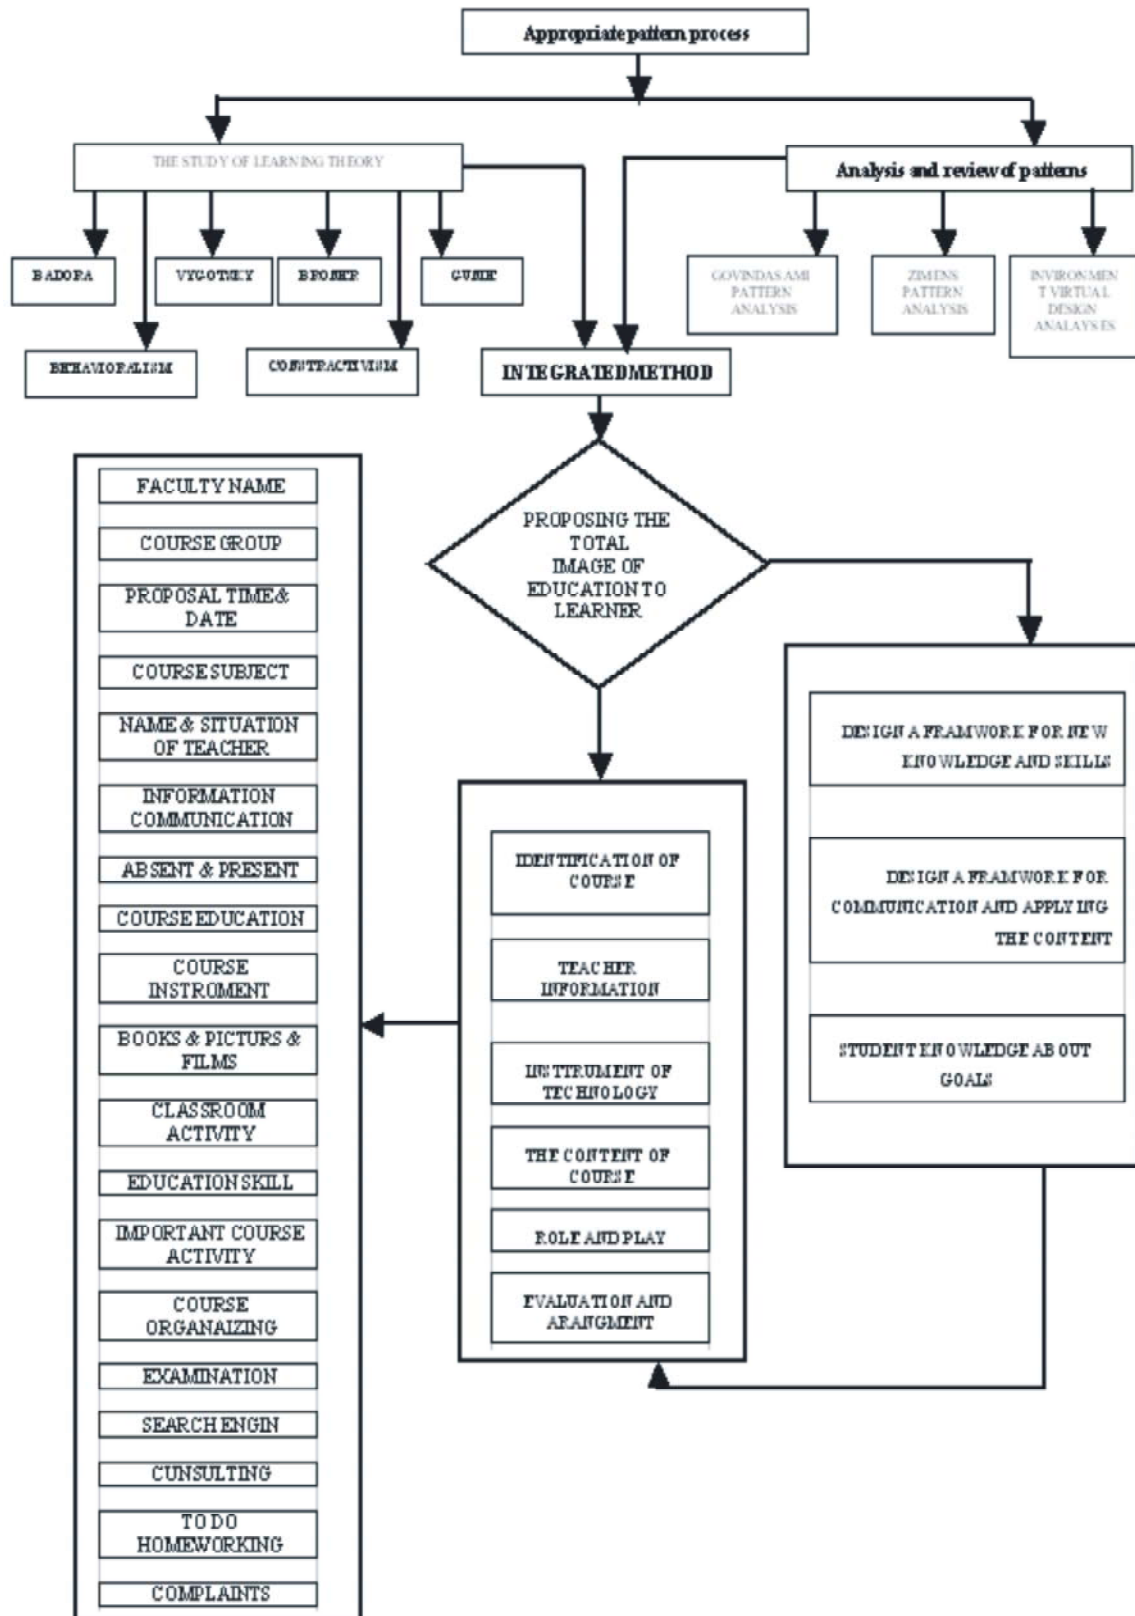 Appropriate pattern process
THE STUDY OF LEARNING THEORY
Analysis and review of patterns
BADORA
VYGOTSKY
BRONER
GUNIE
BEHAVIORALISM
CONSTRACTIVISM
GOVINDASAMI
PATTERN
ANALYSIS
ZIMENS
PATTERN
ANALYSIS
INVIRONMEN
T VIRTUAL
DESIGN
ANALAYSES
INTEGRATED METHOD
PROPOSING THE
TOTAL
IMAGE OF
EDUCATION TO
LEARNER
FACULTY NAME
COURSE GROUP
PROPOSAL TIME &
DATE
COURSE SUBJECT
NAME & SITUATION
OF TEACHER
INFORMATION
COMMUNICATION
ABSENT & PRESENT
COURSE EDUCATION
COURSE
INSTROMENT
BOOKS & PICTURS &
FILMS
CLASSROOM
ACTIVITY
EDUCATION SKILL
IMPORTANT COURSE
ACTIVITY
COURSE
ORGANAIZING
EXAMINATION
SEARCH ENGIN
CUNSULTING
TO DO
HOMEWORKING
COMPLAINTS
IDENTIFICATION OF
COURSE
TEACHER
INFORMATION
INSTTRUMENT OF
TECHNOLOGY
THE CONTENT OF
COURSE
ROLE AND PLAY
EVALUATION AND
ARANGMENT
DESIGN A FRAMWORK FOR NEW
KNOWLEDGE AND SKILLS
DESIGN A FRAMWORK FOR
COMMUNICATION AND APPLYING
THE CONTENT
STUDENT KNOWLEDGE ABOUT
GOALS